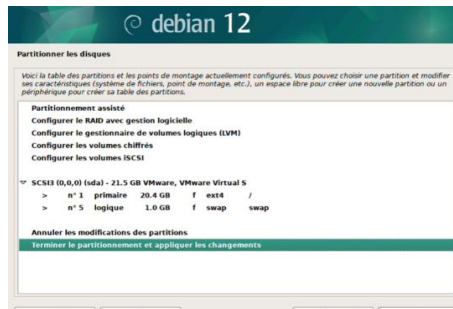 debian 12
Partitionner les disques
Voici la table des partitions et les points de montage actuellement configurés. Vous pouvez choisir une partition et modifier
ses caractéristiques (système de fichiers, point de montage, etc.), un espace libre pour créer une nouvelle partition ou un
périphérique pour créer sa table des partitions.
Partitionnement assisté
Configurer le RAID avec gestion logicielle
Configurer le gestionnaire de volumes logiques (LVM)
Configurer les volumes chiffrés
Configurer les volumes iSCSI
SCSI3 (0,0,0) (sda) - 21.5 GB VMware, VMware Virtual S
> n° 1 primaire 20.4 GB f ext4 /
> n° 5 logique 1.0 GB f swap swap
Annuler les modifications des partitions
Terminer le partitionnement et appliquer les changements